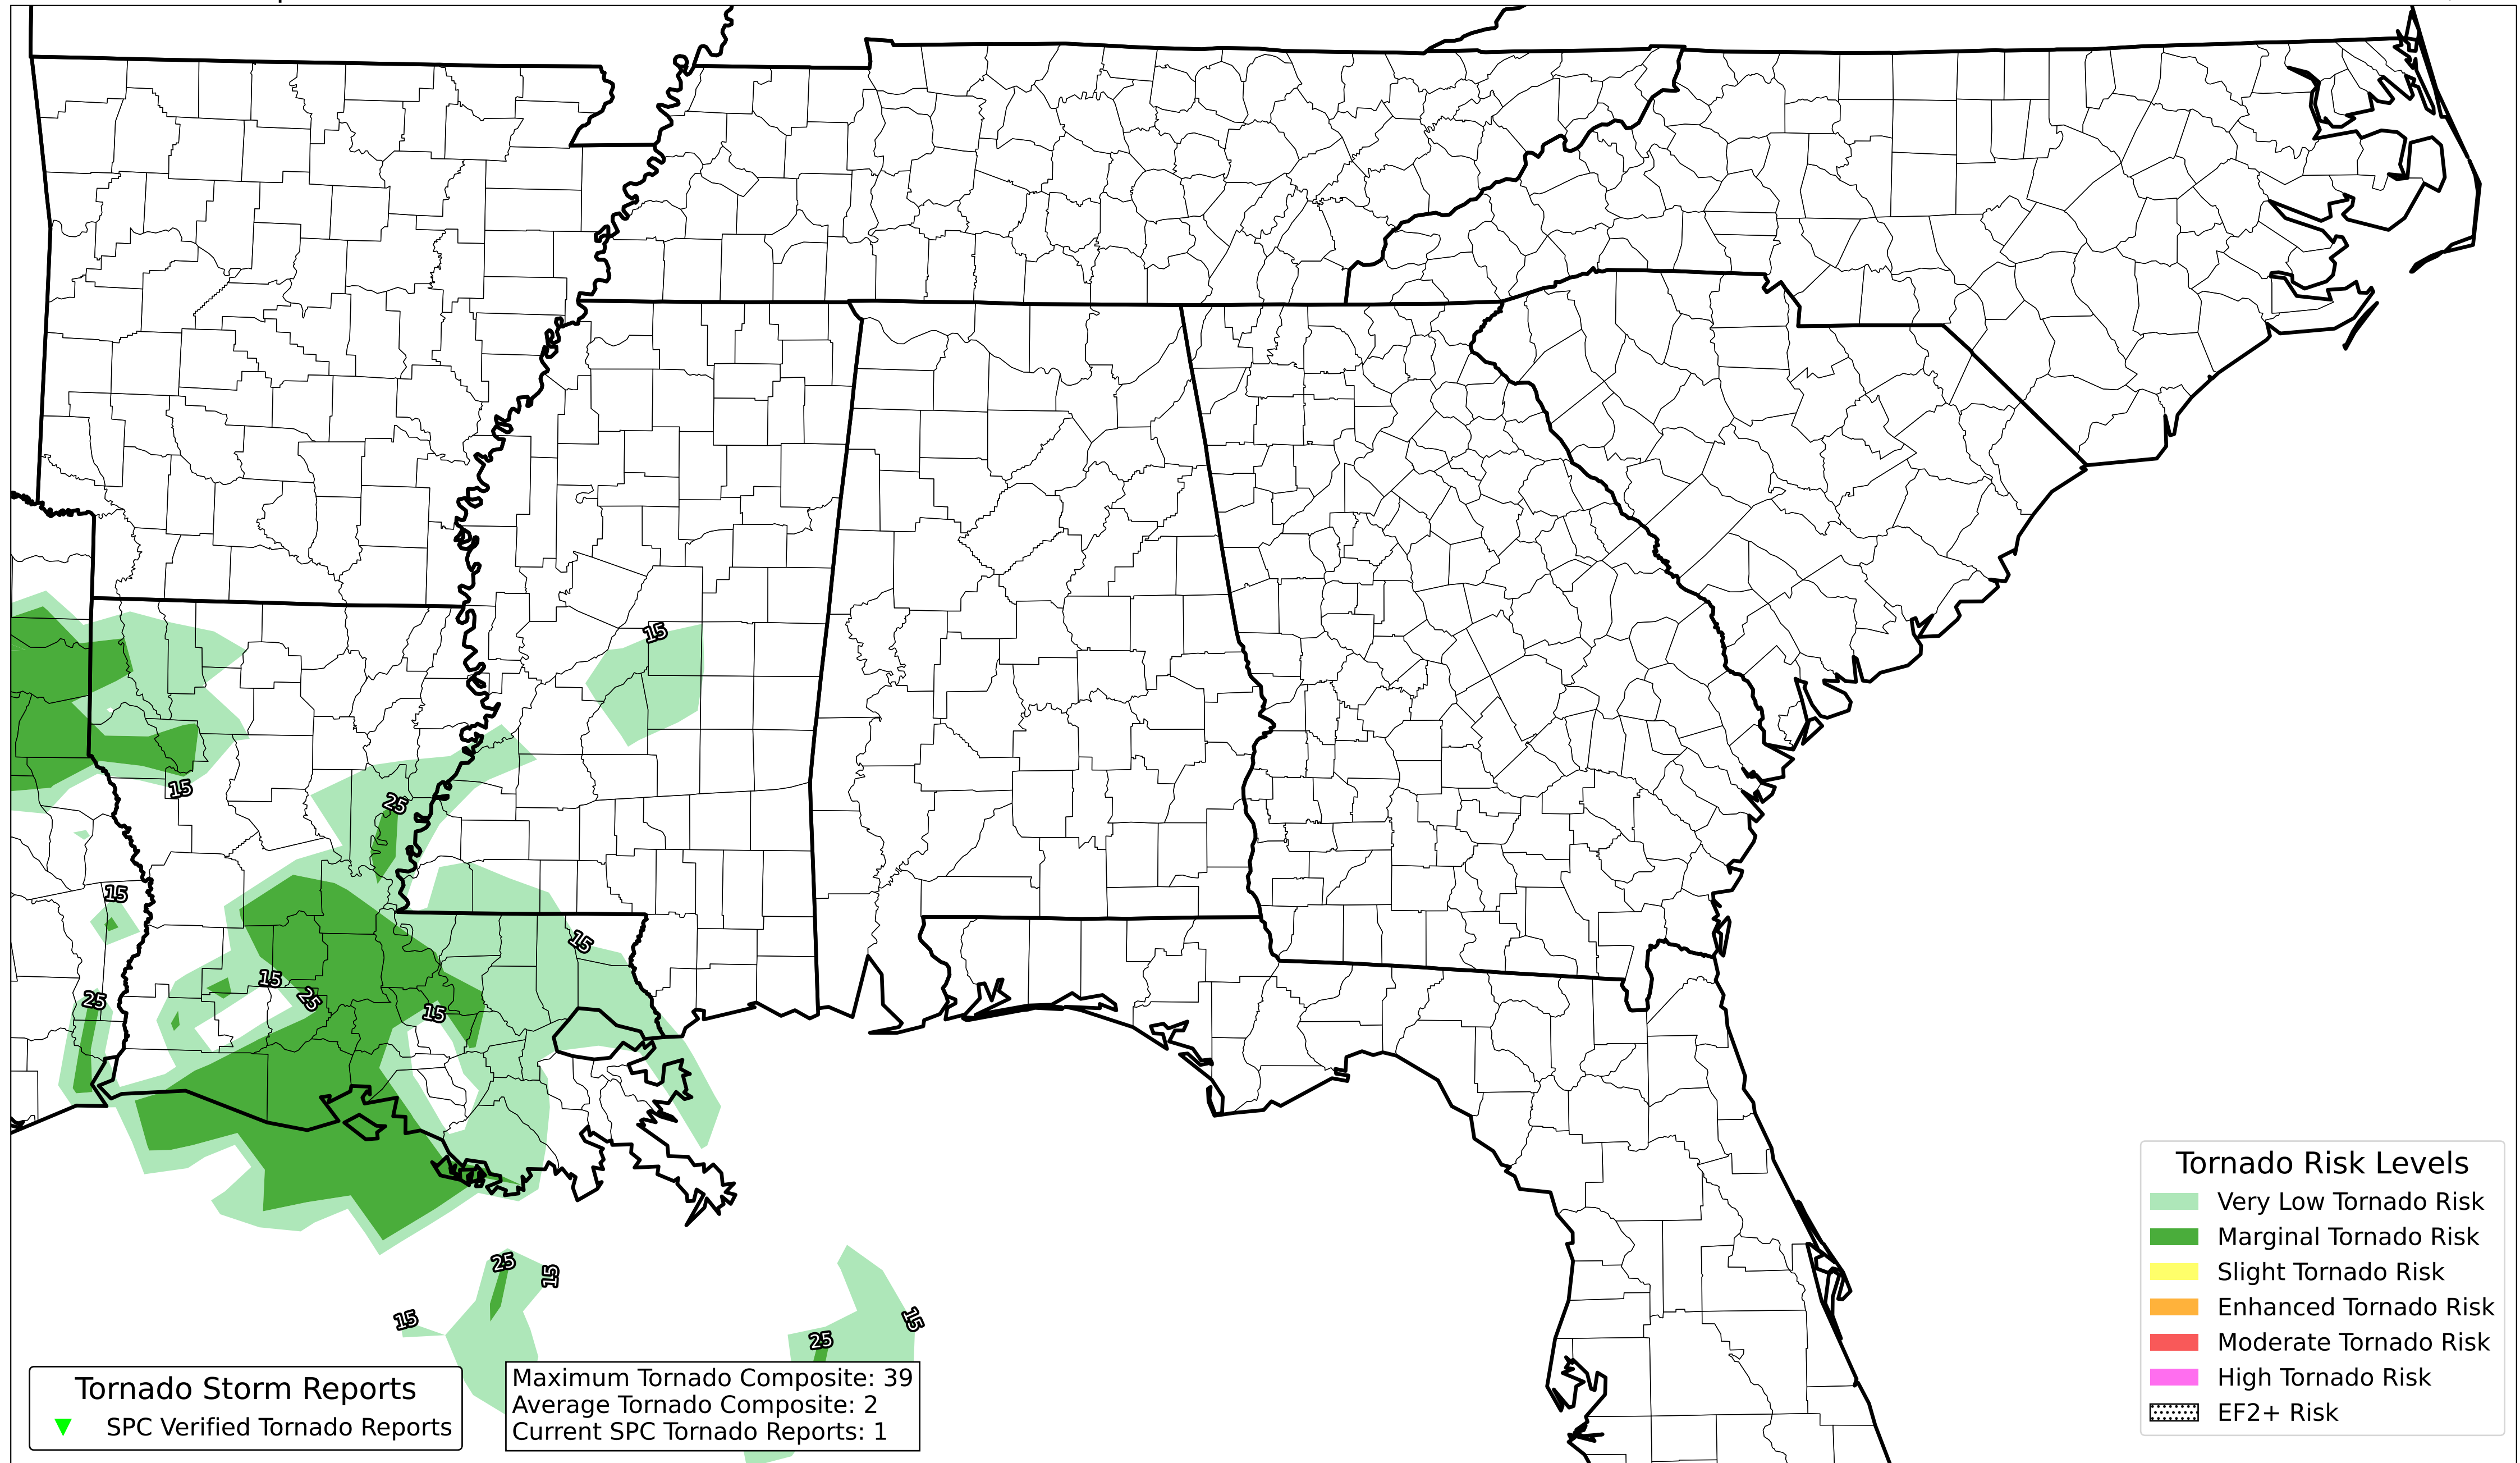 15
15
25
15
15
15
25
25
15
25
15
15
25
15
Tornado Risk Levels
Very Low Tornado Risk
Marginal Tornado Risk
Slight Tornado Risk
Enhanced Tornado Risk
Moderate Tornado Risk
High Tornado Risk
EF2+ Risk
Tornado Storm Reports
SPC Verified Tornado Reports
Maximum Tornado Composite: 39
Average Tornado Composite: 2
Current SPC Tornado Reports: 1